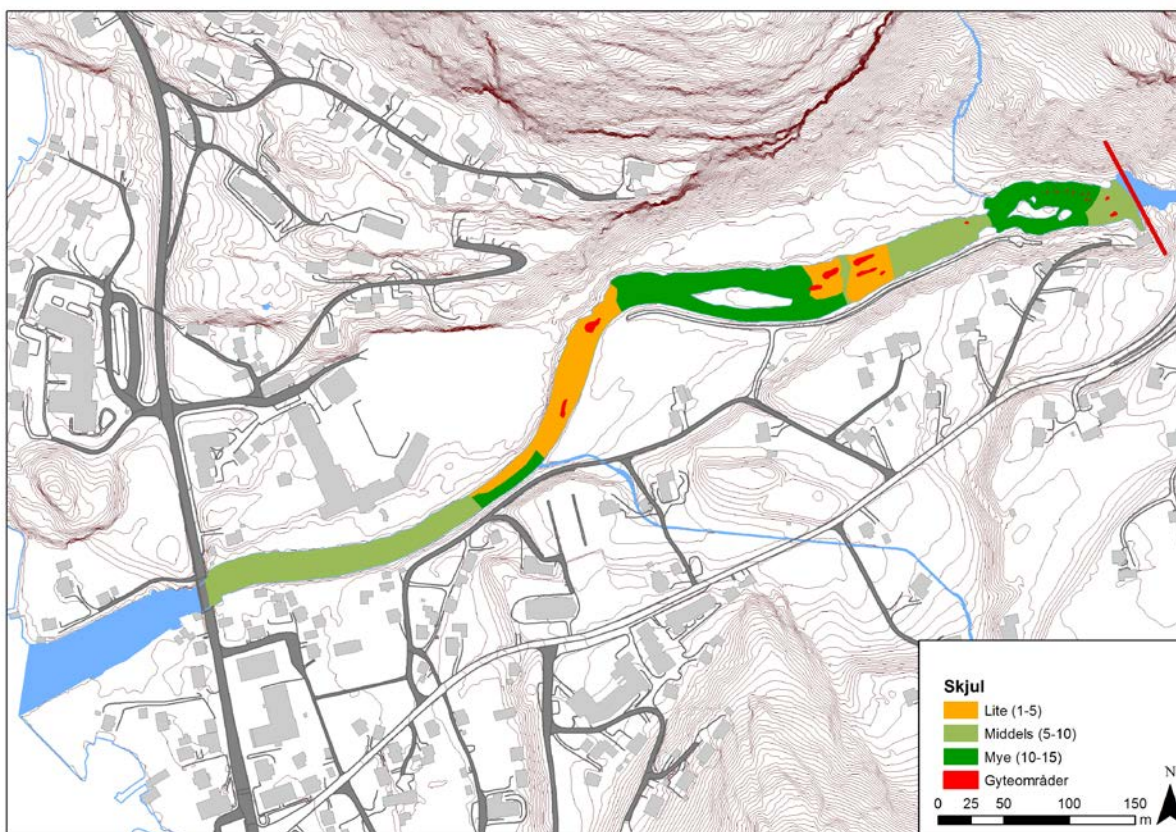 Skjul
Lite (1-5)
Middels (5-10)
Mye (10-15)
Gyteområder
N
0 25 50 100 150
m